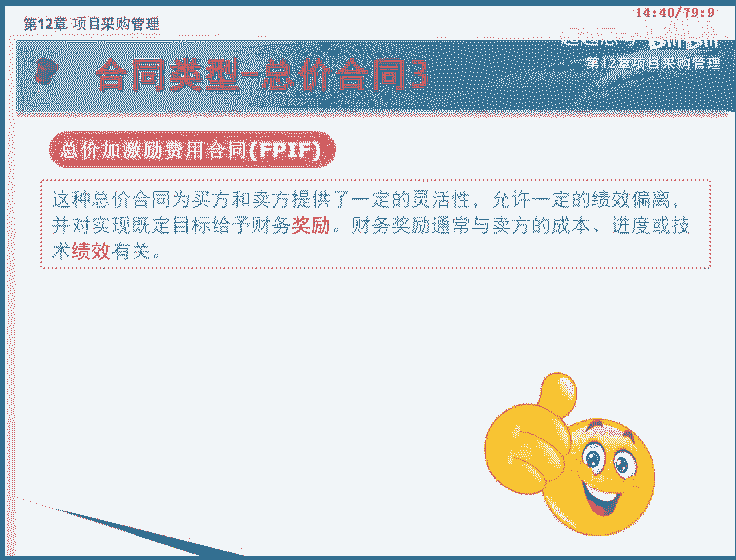 第12章 项目采购管理
14:40/79:9
第12章项目采购管理
合同类型-总价合同3
总价加激励费用合同(FPIF)
这种总价合同为买方和卖方提供了一定的灵活性，允许一定的绩效偏离，
并对实现既定目标给予财务奖励。财务奖励通常与卖方的成本、进度或技
术绩效有关。